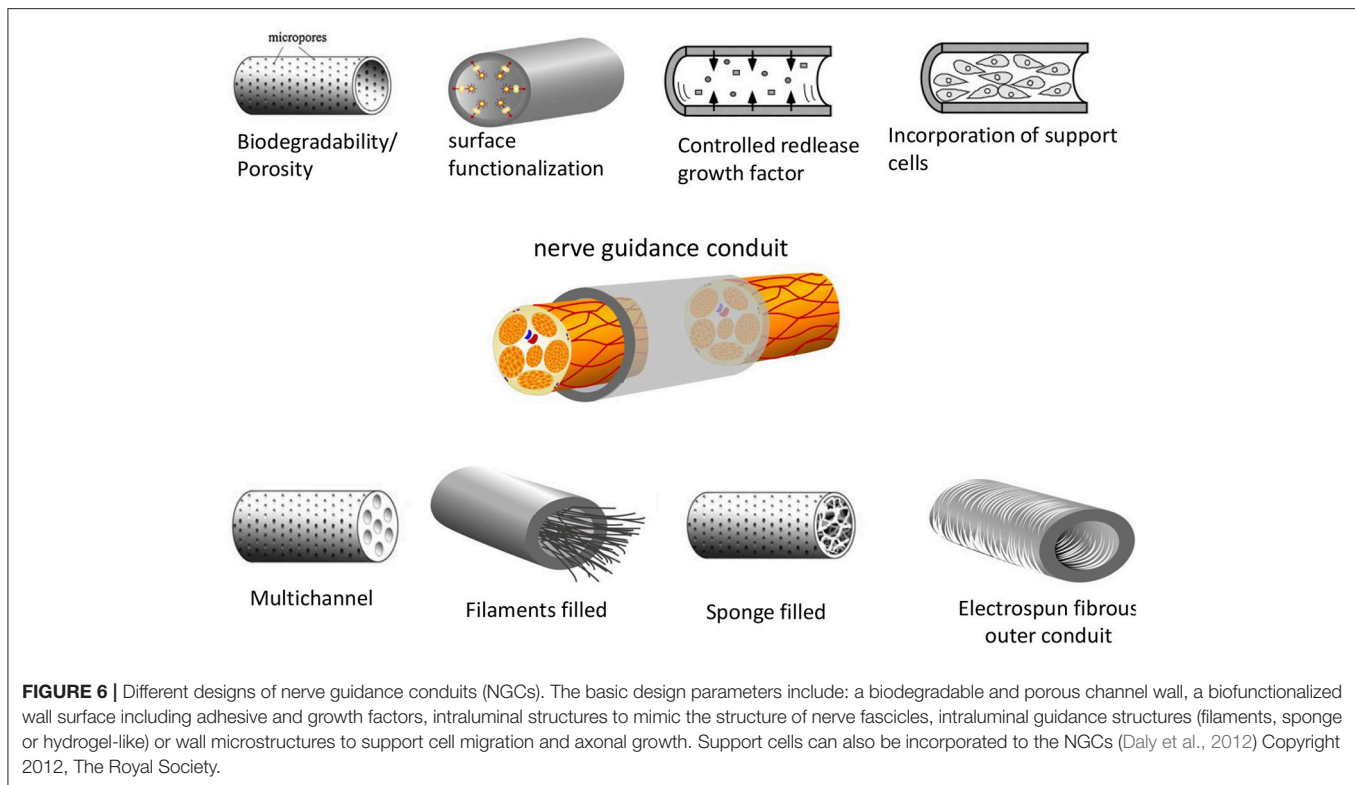 micropores
Biodegradability/
Porosity
surface
functionalization
Controlled redlease
growth factor
Incorporation of support
cells
nerve guidance conduit
Multichannel
Filaments filled
Sponge filled
Electrospun fibrous
outer conduit
FIGURE 6 | Different designs of nerve guidance conduits (NGCs). The basic design parameters include: a biodegradable and porous channel wall, a biofunctionalized
wall surface including adhesive and growth factors, intraluminal structures to mimic the structure of nerve fascicles, intraluminal guidance structures (filaments, sponge
or hydrogel-like) or wall microstructures to support cell migration and axonal growth. Support cells can also be incorporated to the NGCs (Daly et al., 2012) Copyright
2012, The Royal Society.